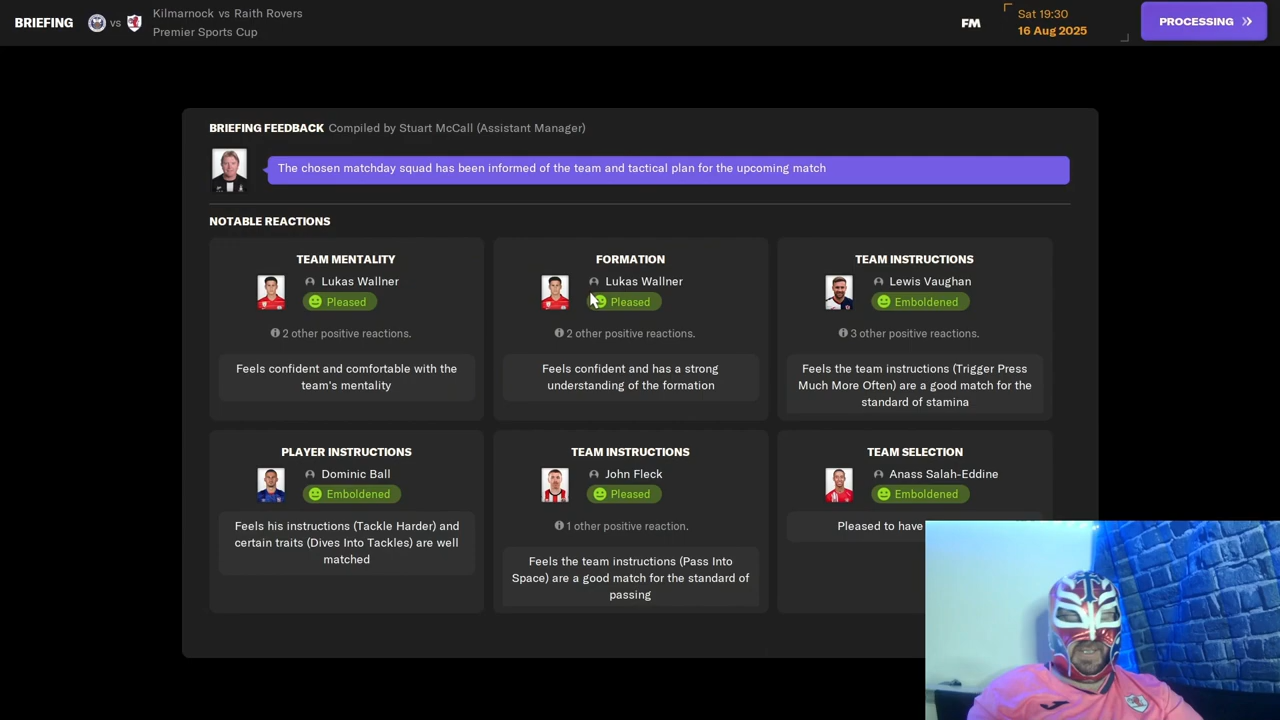 BRIEFING
vs
Kilmarnock vs Raith Rovers
Premier Sports Cup
FM
Sat 19:30
16 Aug 2025
PROCESSING
BRIEFING FEEDBACK Compiled by Stuart McCall (Assistant Manager)
The chosen matchday squad has been informed of the team and tactical plan for the upcoming match
NOTABLE REACTIONS
TEAM MENTALITY
Lukas Wallner
Pleased
2 other positive reactions.
Feels confident and comfortable with the
team's mentality
FORMATION
Lukas Wallner
Pleased
2 other positive reactions.
Feels confident and has a strong
understanding of the formation
TEAM INSTRUCTIONS
Lewis Vaughan
Emboldened
3 other positive reactions.
Feels the team instructions (Trigger Press
Much More Often) are a good match for the
standard of stamina
PLAYER INSTRUCTIONS
Dominic Ball
Emboldened
Feels his instructions (Tackle Harder) and
certain traits (Dives Into Tackles) are well
matched
TEAM INSTRUCTIONS
John Fleck
Pleased
1 other positive reaction.
Feels the team instructions (Pass Into
Space) are a good match for the standard of
passing
TEAM SELECTION
Anass Salah-Eddine
Emboldened
Pleased to have